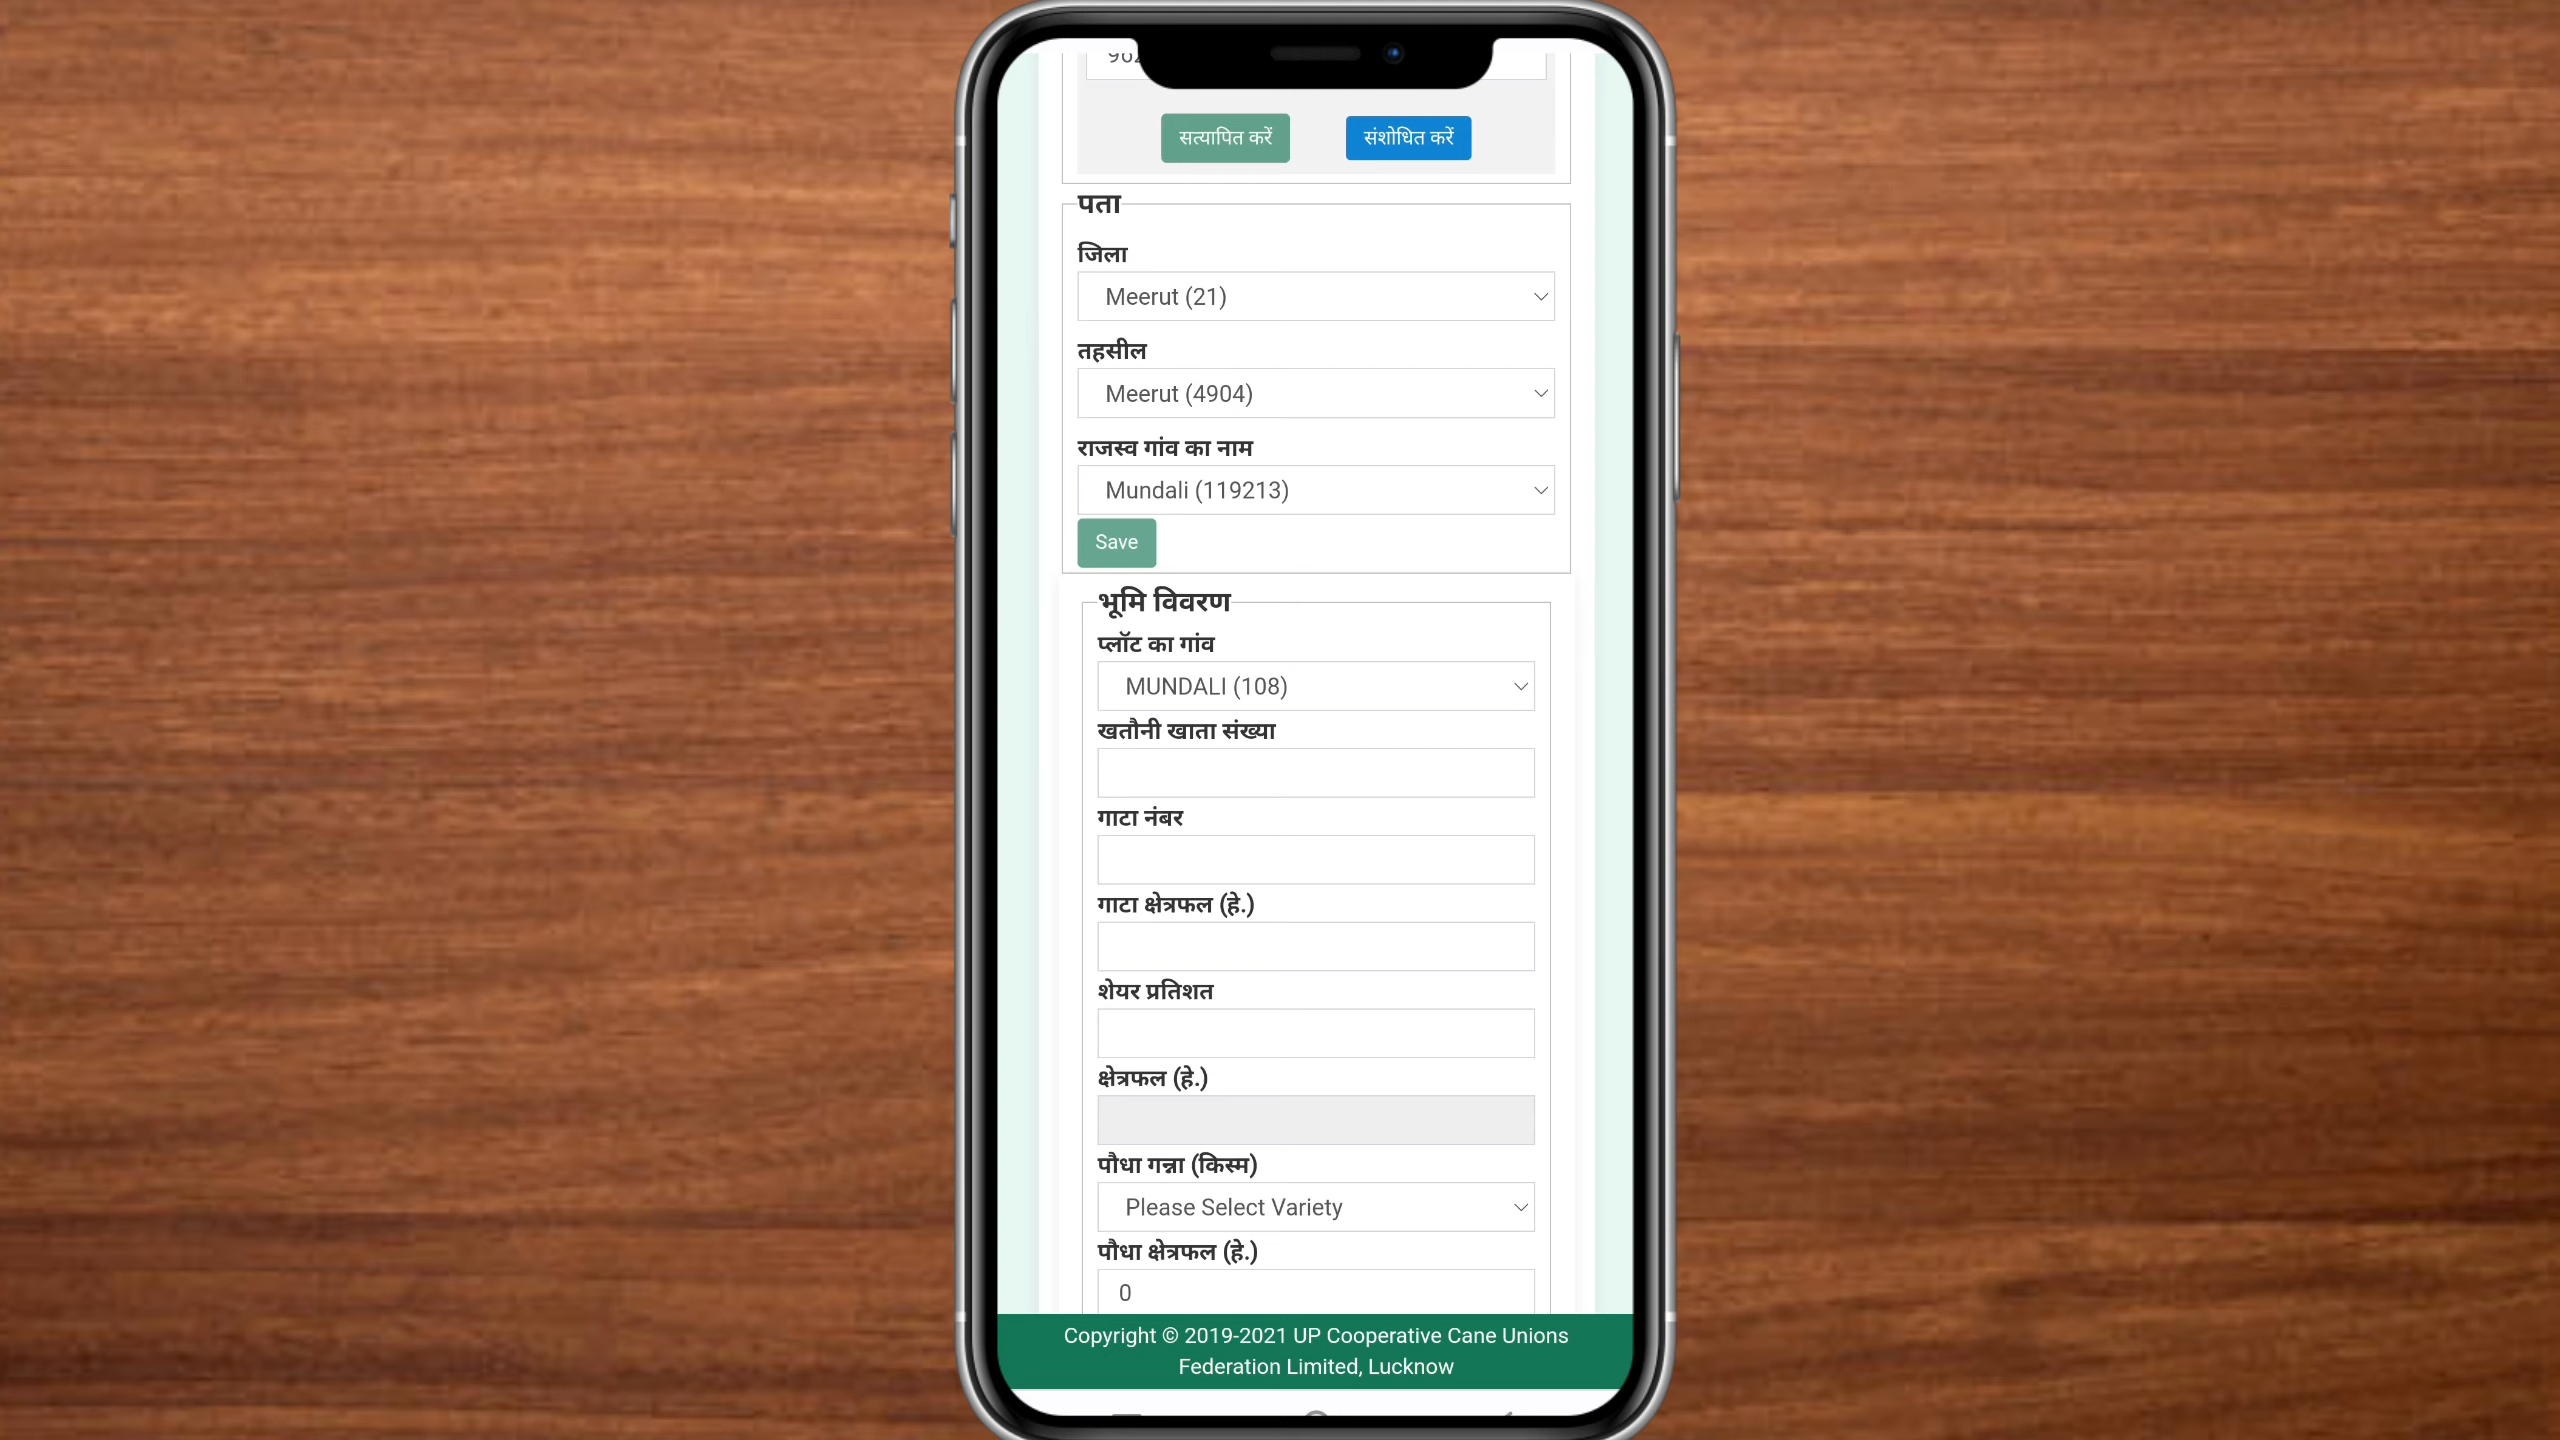 सत्यापित करें संशोधित करें
पता
जिला
Meerut (21)
तहसील
Meerut (4904)
राजस्व गांव का नाम
Mundali (119213)
Save
भूमि विवरण
प्लॉट का गांव
MUNDALI (108)
खतौनी खाता संख्या
गाटा नंबर
गाटा क्षेत्रफल (हे.)
शेयर प्रतिशत
क्षेत्रफल (हे.)
पौधा गन्ना (किस्म)
Please Select Variety
पौधा क्षेत्रफल (हे.)
0
Copyright © 2019-2021 UP Cooperative Cane Unions
Federation Limited, Lucknow